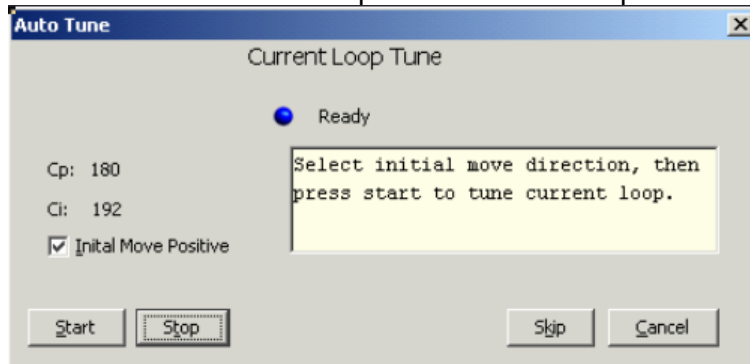 Auto Tune
Current Loop Tune
Ready
Cp: 180
Select initial move direction, then
press start to tune current loop.
Ci: 192
Inital Move Positive
Start Stop Skip Cancel